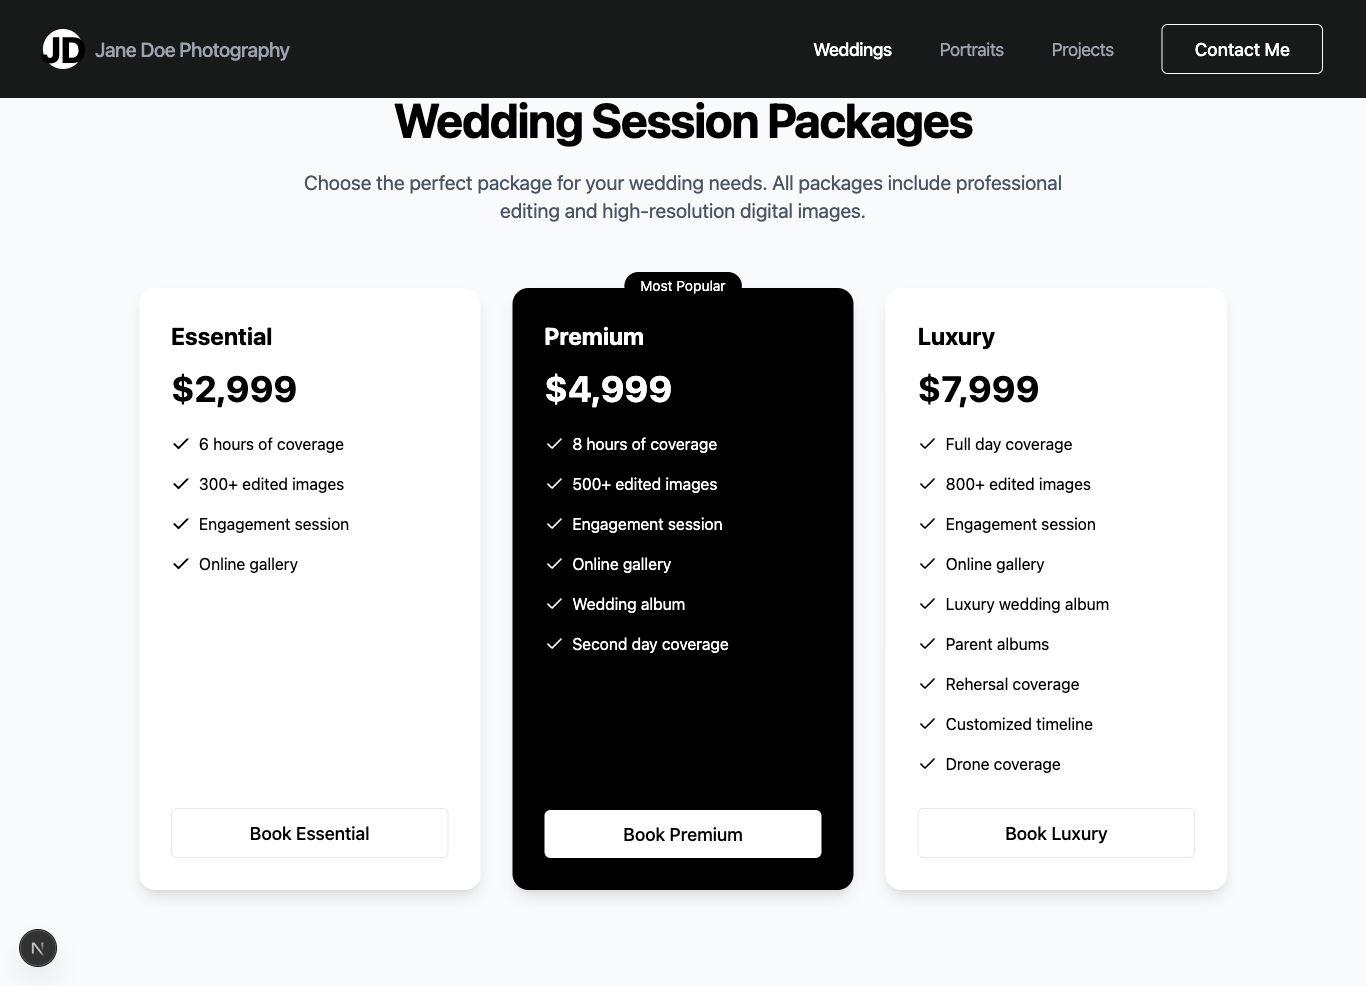 JD Jane Doe Photography
Weddings
Portraits
Projects
Contact Me
Wedding Session Packages
Choose the perfect package for your wedding needs. All packages include professional
editing and high-resolution digital images.
Essential
$2,999
6 hours of coverage
300+ edited images
Engagement session
Online gallery
Book Essential
Most Popular
Premium
$4,999
8 hours of coverage
500+ edited images
Engagement session
Online gallery
Wedding album
Second day coverage
Book Premium
Luxury
$7,999
Full day coverage
800+ edited images
Engagement session
Online gallery
Luxury wedding album
Parent albums
Rehersal coverage
Customized timeline
Drone coverage
Book Luxury
N